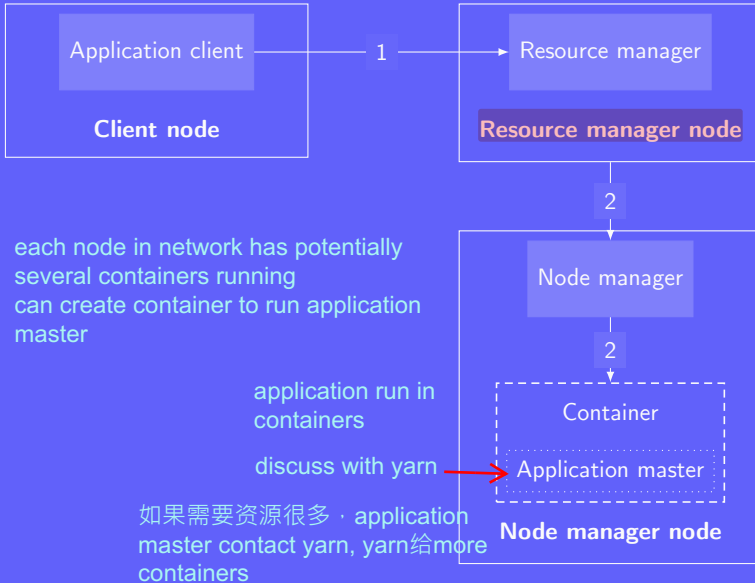 Application client
1
Resource manager
Client node
Resource manager node
2
each node in network has potentially
several containers running
can create container to run application
master
Node manager
2
application run in
containers
Container
discuss with yarn
Application master
如果需要资源很多，application
master contact yarn, yarn给more
containers
Node manager node